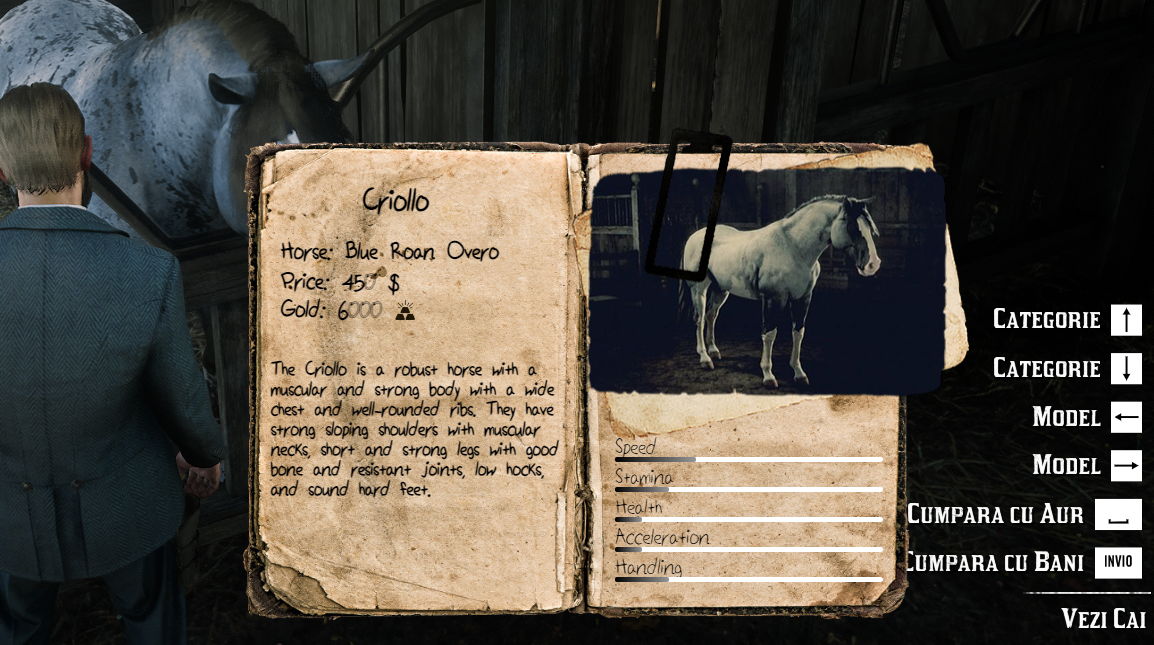 Criollo
Horse: Blue Roan Overo
Price: 450 $
Gold: 6000
The Criollo is a robust horse with a
muscular and strong body with a wide
chest and well-rounded ribs. They have
strong sloping shoulders with muscular
necks, short and strong legs with good
bone and resistant joints, low hocks,
and sound hard feet.
Speed
Stamina
Health
Acceleration
Handling
CATEGORIE ↑
CATEGORIE ↓
MODEL ←
MODEL →
CUMPARA CU AUR
CUMPARA CU BANI INVIO
VEZI CAI